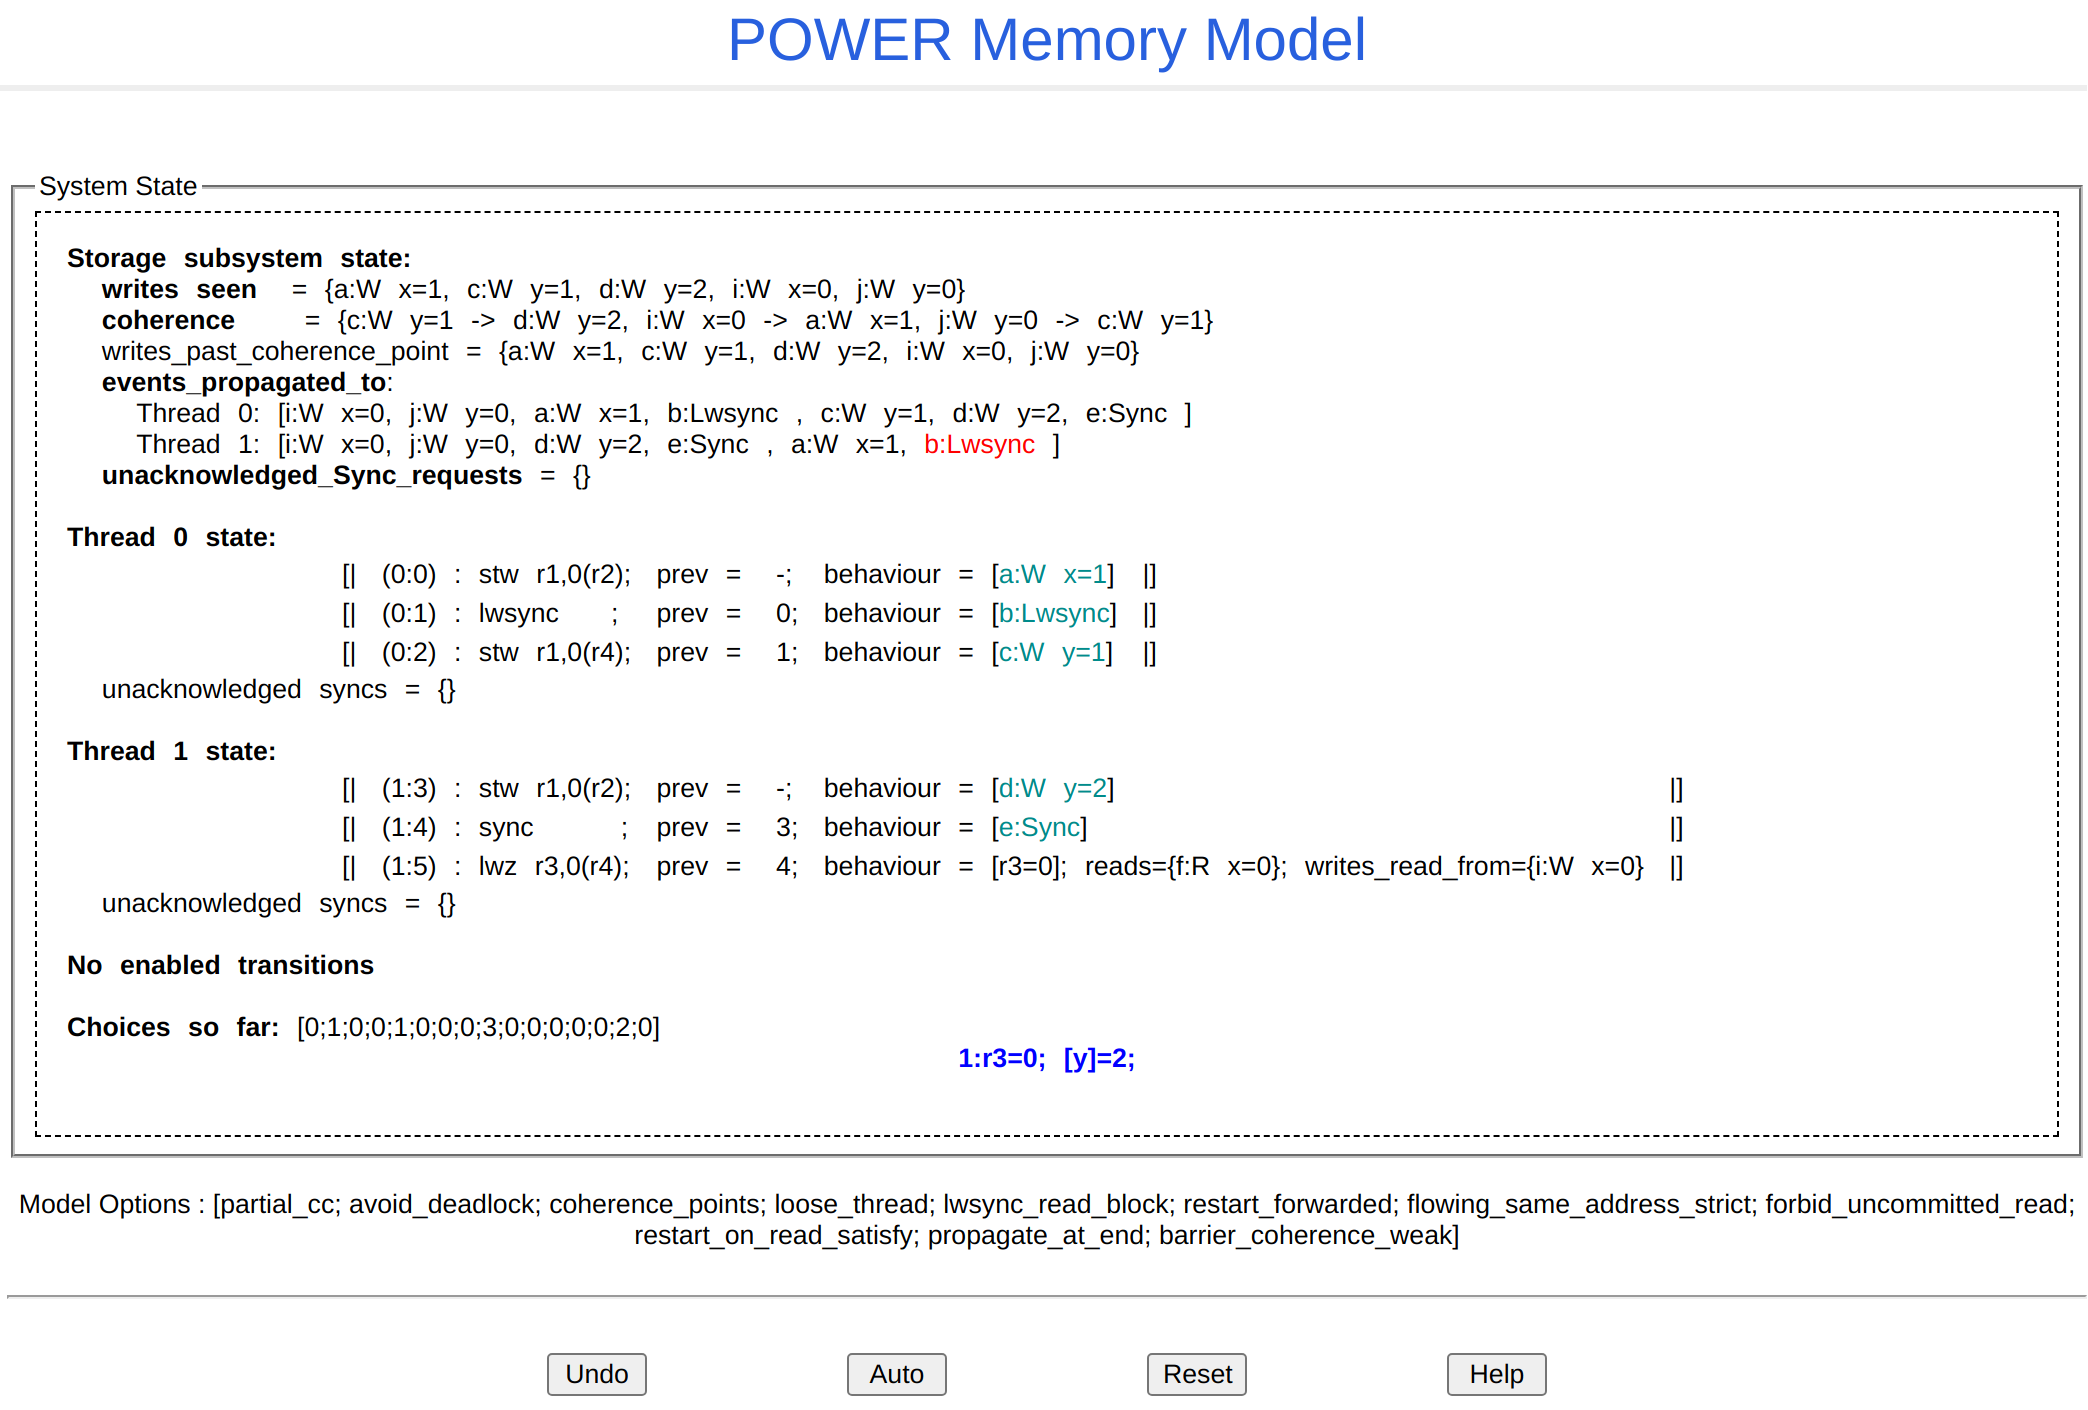 POWER Memory Model
System State
Storage subsystem state:
writes seen = {a:W x=1, c:W y=1, d:W y=2, i:W x=0, j:W y=0}
coherence = {c:W y=1 -> d:W y=2, i:W x=0 -> a:W x=1, j:W y=0 -> c:W y=1}
writes_past_coherence_point = {a:W x=1, c:W y=1, d:W y=2, i:W x=0, j:W y=0}
events_propagated_to:
Thread 0: [i:W x=0, j:W y=0, a:W x=1, b:Lwsync , c:W y=1, d:W y=2, e:Sync ]
Thread 1: [i:W x=0, j:W y=0, d:W y=2, e:Sync , a:W x=1, b:Lwsync ]
unacknowledged_Sync_requests = {}
Thread 0 state:
[| (0:0) : stw r1,0(r2); prev = -; behaviour = [a:W x=1] |]
[| (0:1) : lwsync ; prev = 0; behaviour = [b:Lwsync] |]
[| (0:2) : stw r1,0(r4); prev = 1; behaviour = [c:W y=1] |]
unacknowledged syncs = {}
Thread 1 state:
[| (1:3) : stw r1,0(r2); prev = -; behaviour = [d:W y=2] |]
[| (1:4) : sync ; prev = 3; behaviour = [e:Sync] |]
[| (1:5) : lwz r3,0(r4); prev = 4; behaviour = [r3=0]; reads={f:R x=0}; writes_read_from={i:W x=0} |]
unacknowledged syncs = {}
No enabled transitions
Choices so far: [0;1;0;0;1;0;0;0;3;0;0;0;0;0;2;0]
1:r3=0; [y]=2;
Model Options : [partial_cc; avoid_deadlock; coherence_points; loose_thread; lwsync_read_block; restart_forwarded; flowing_same_address_strict; forbid_uncommitted_read;
restart_on_read_satisfy; propagate_at_end; barrier_coherence_weak]
Undo Auto Reset Help